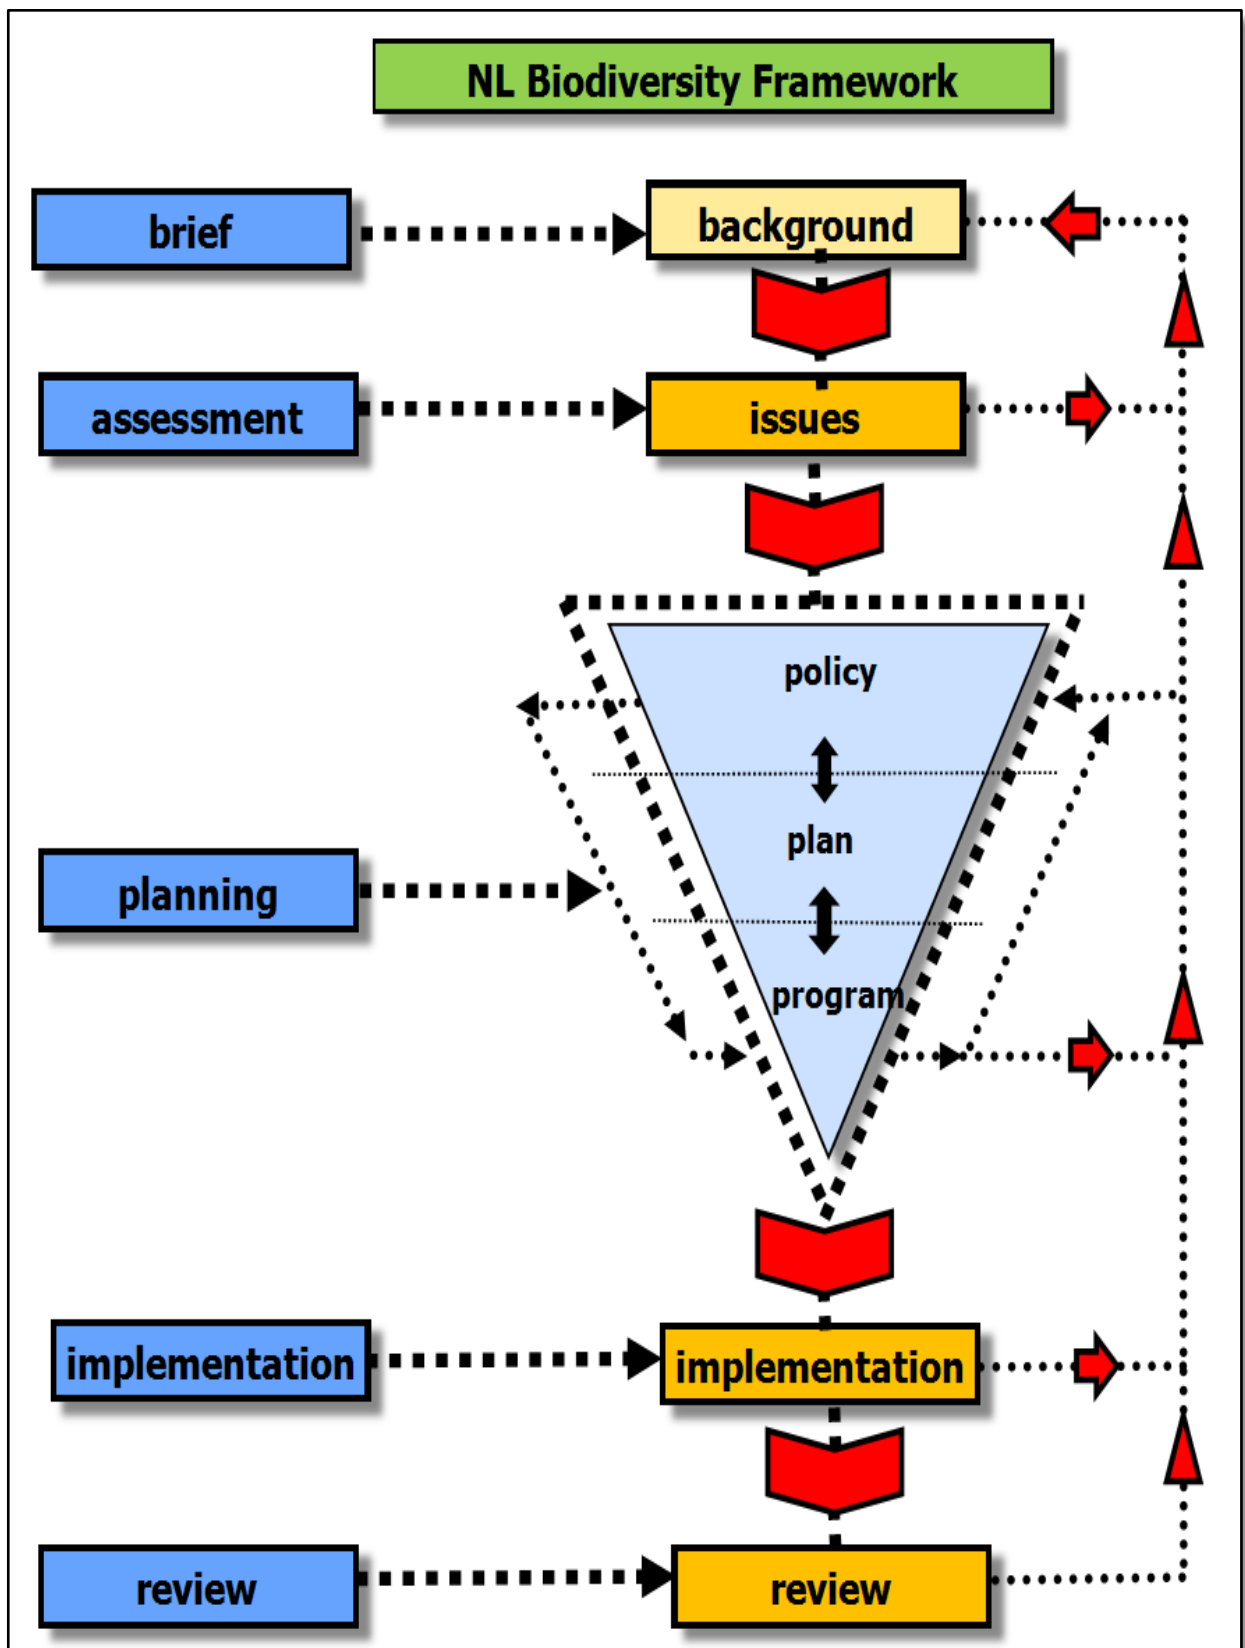 NL Biodiversity Framework
brief
background
assessment
issues
policy
plan
planning
program
implementation
implementation
review
review